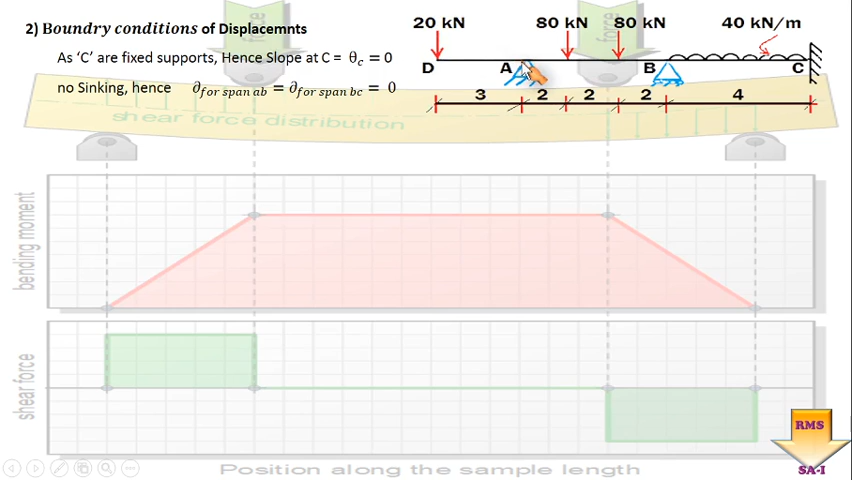 2) Boundry conditions of Displacemnts
As ‘C’ are fixed supports, Hence Slope at C = θc = 0
no Sinking, hence ∂for span ab = ∂for span bc = 0
20 kN 80 kN 80 kN 40 kN/m
D A B C
3 2 2 2 4
shear force distribution
bending moment
shear force
Position along the sample length
RMS
SA-I